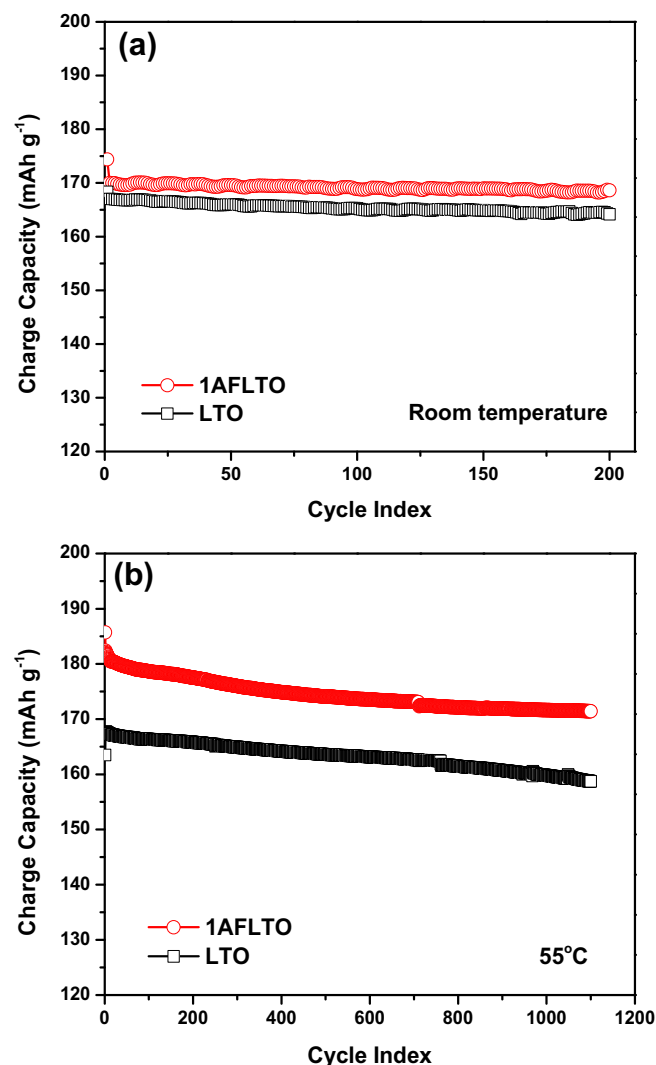 (a)
Charge Capacity (mAh g⁻¹)
200
190
180
170
160
150
140
130
120
1AFLTO
LTO
Room temperature
0 50 100 150 200
Cycle Index
(b)
Charge Capacity (mAh g⁻¹)
200
190
180
170
160
150
140
130
120
1AFLTO
LTO
55°C
0 200 400 600 800 1000 1200
Cycle Index